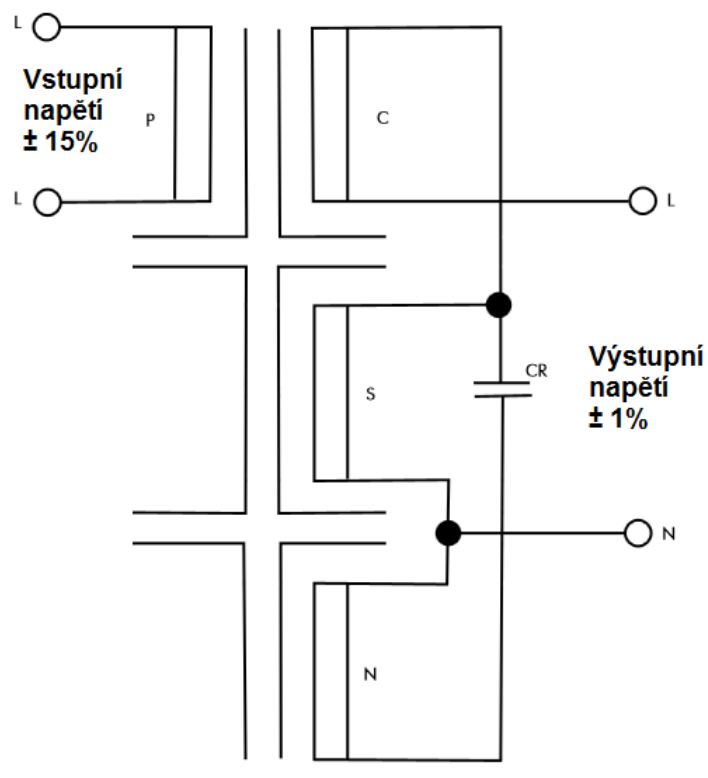 L
Vstupní
napětí
± 15%
P
C
L
L
S
CR
Výstupní
napětí
± 1%
N
N